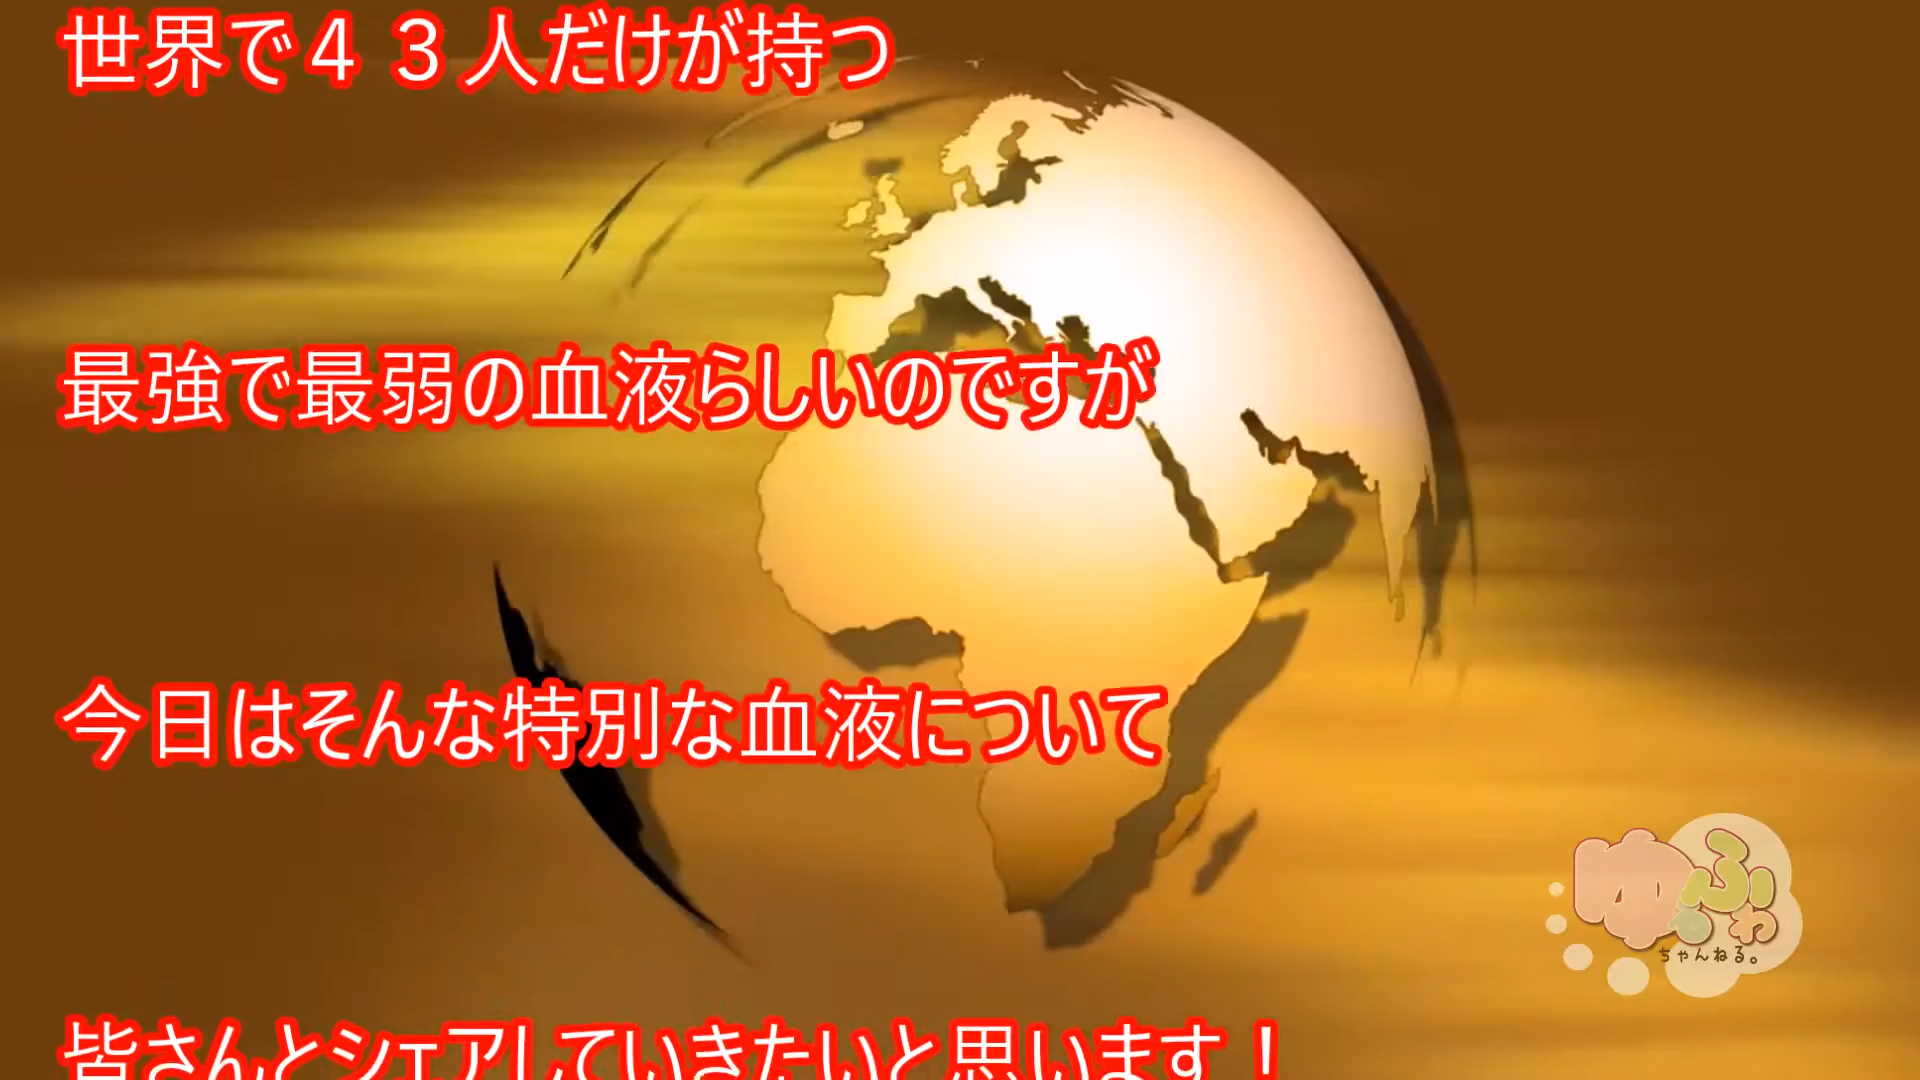 世界で４３人だけが持つ
最強で最弱の血液らしいのですが
今日はそんな特別な血液について
皆さんとシェアしていきたいと思います！
ゆるふわ
ちゃんねる。